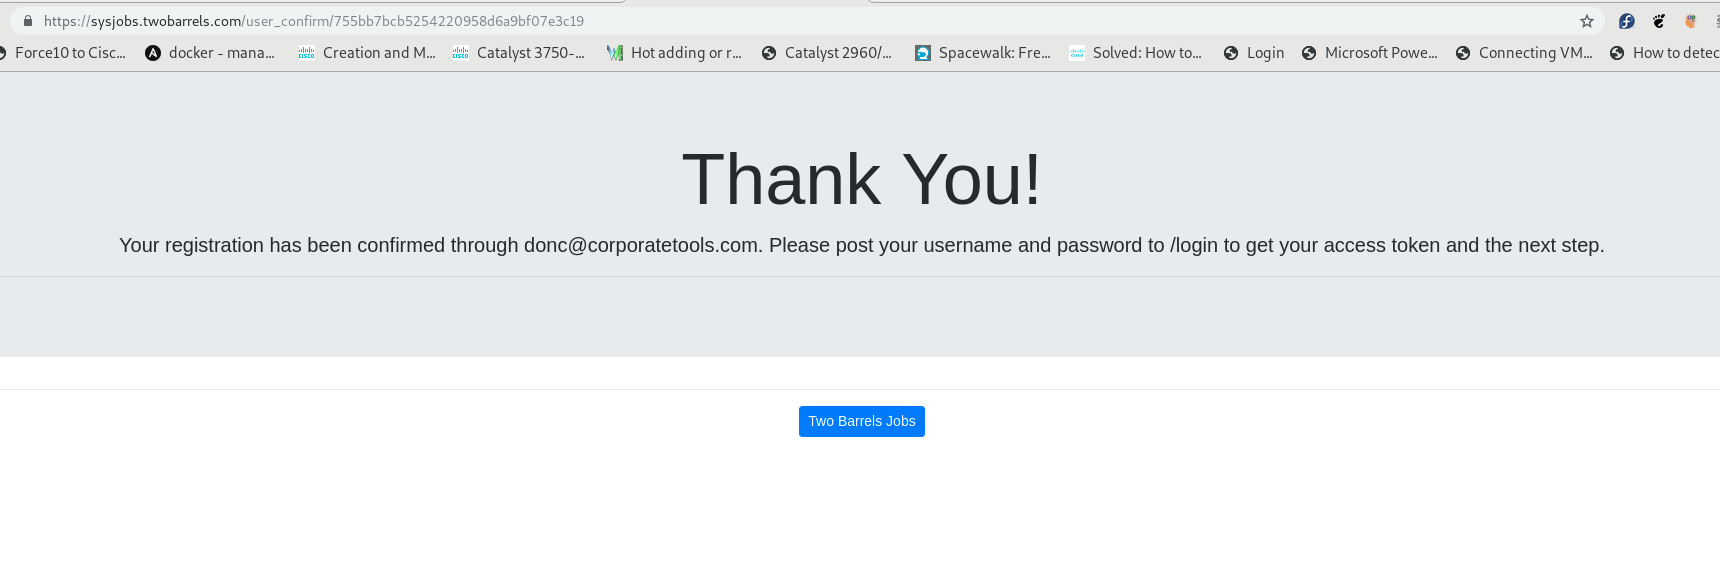 https://sysjobs.twobarrels.com/user_confirm/755bb7bcb5254220958d6a9bf07e3c19
Force10 to Cisc... docker - mana... Creation and M... Catalyst 3750-... Hot adding or r... Catalyst 2960/... Spacewalk: Fre... Solved: How to... Login Microsoft Powe... Connecting VM... How to detec
Thank You!
Your registration has been confirmed through donc@corporatetools.com. Please post your username and password to /login to get your access token and the next step.
Two Barrels Jobs